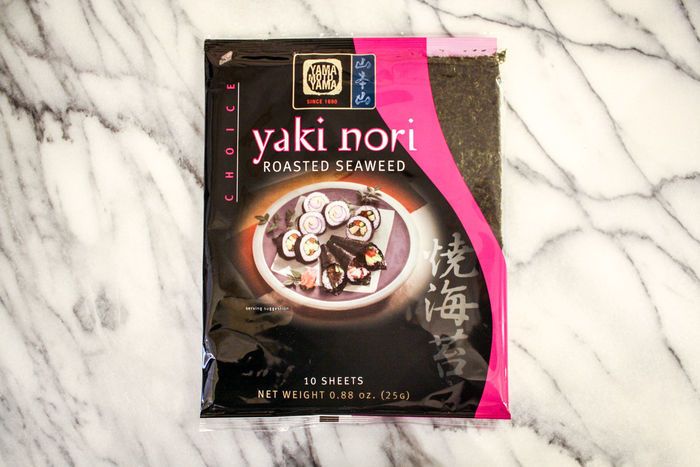 YAMA
MOTO
YAMA
SINCE 1690
山本山
CHOICE
yaki nori
ROASTED SEAWEED
焼海苔
serving suggestion
10 SHEETS
NET WEIGHT 0.88 oz. (25g)